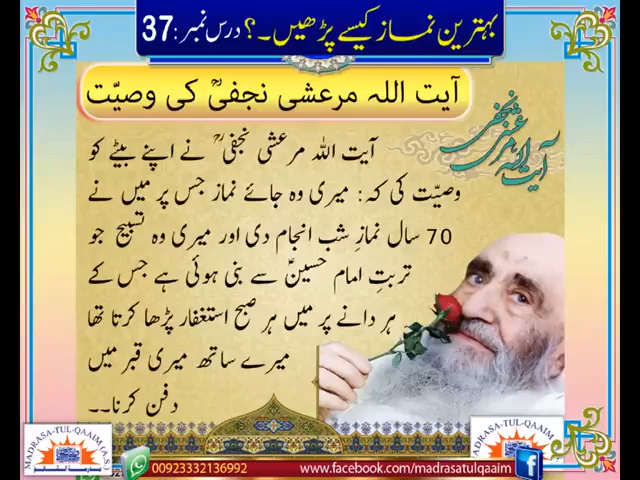 بہترین نماز کیسے پڑھیں۔؟ درس نمبر: 37
آیت اللہ مرعشی نجفیؒ کی وصیّت
آیت اللہ مرعشی نجفی
آیت اللہ مرعشی نجفیؒ نے اپنے بیٹے کو
وصیّت کی کہ: میری وہ جائے نماز جس پر میں نے
70 سال نمازِ شب انجام دی اور میری وہ تسبیح جو
تربتِ امام حسینؑ سے بنی ہوئی ہے جس کے
ہر دانے پر میں ہر صبح استغفار پڑھا کرتا تھا
میرے ساتھ میری قبر میں
دفن کرنا۔۔
MADRASA-TUL-QAAIM (A.S.)
مدرسۃ القائم
00923332136992
www.facebook.com/madrasatulqaaim
MADRASA-TUL-QAAIM